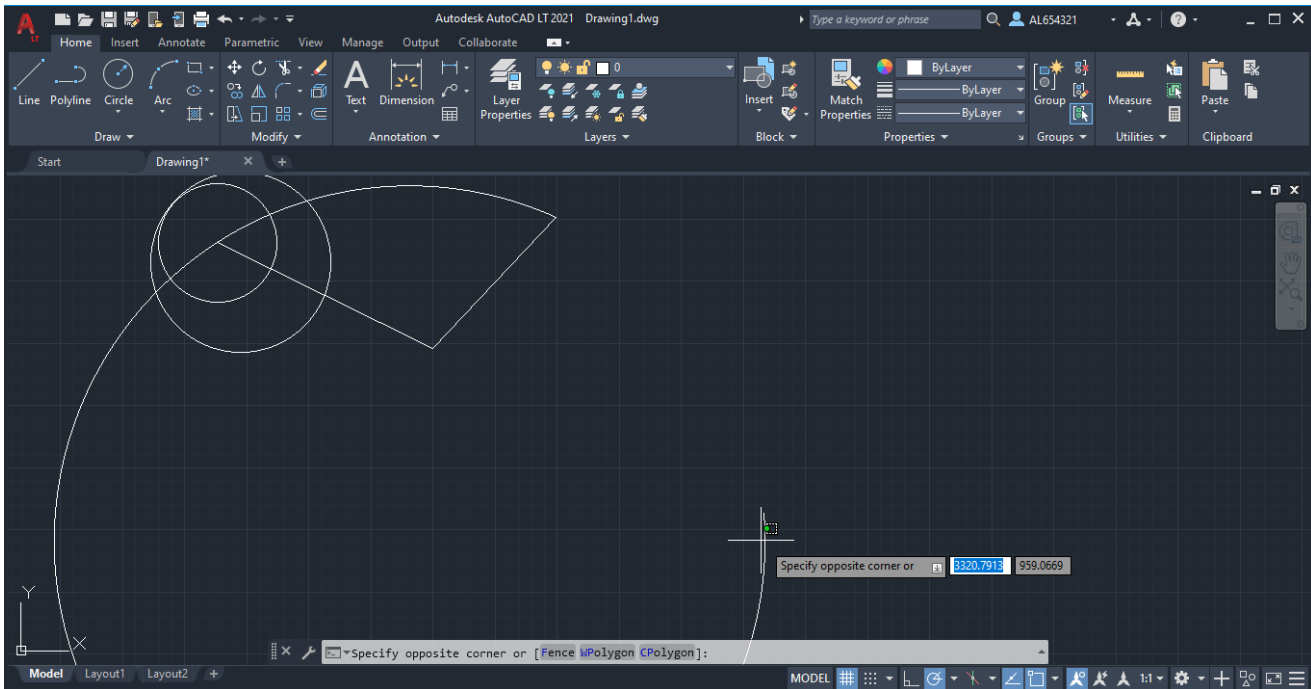 Autodesk AutoCAD LT 2021 Drawing1.dwg Type a keyword or phrase AL654321
LT Home Insert Annotate Parametric View Manage Output Collaborate
0 ByLayer
ByLayer
Line Polyline Circle Arc Text Dimension Layer Properties Insert Match Properties ByLayer Group Measure Paste
Draw Modify Annotation Layers Block Properties Groups Utilities Clipboard
Start Drawing1* +
Specify opposite corner or 3320.7913 959.0669
Y
X
Specify opposite corner or [Fence WPolygon CPolygon]:
Model Layout1 Layout2 + MODEL 1:1